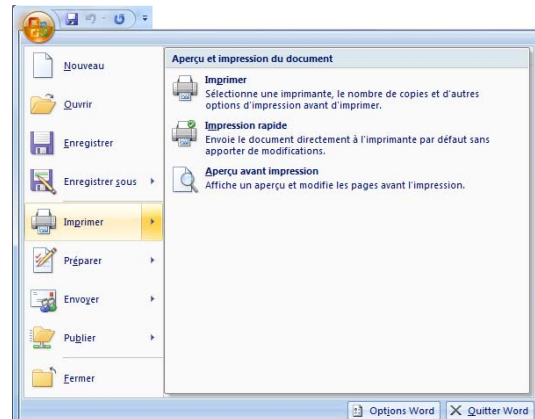 Nouveau
Ouvrir
Enregistrer
Enregistrer sous
Imprimer
Préparer
Envoyer
Publier
Fermer
Aperçu et impression du document
Imprimer
Sélectionne une imprimante, le nombre de copies et d'autres
options d'impression avant d'imprimer.
Impression rapide
Envoie le document directement à l'imprimante par défaut sans
apporter de modifications.
Aperçu avant impression
Affiche un aperçu et modifie les pages avant l'impression.
Options Word
Quitter Word